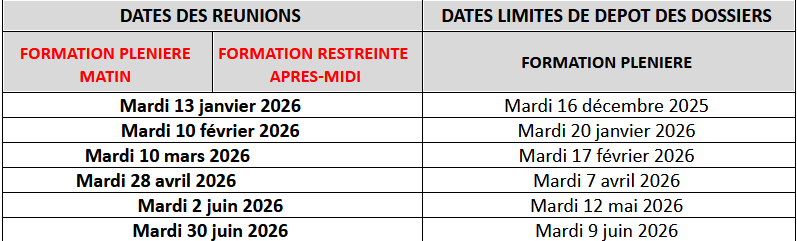 DATES DES REUNIONS DATES LIMITES DE DEPOT DES DOSSIERS
FORMATION PLENIERE MATIN FORMATION RESTREINTE APRES-MIDI FORMATION PLENIERE
Mardi 13 janvier 2026 Mardi 16 décembre 2025
Mardi 10 février 2026 Mardi 20 janvier 2026
Mardi 10 mars 2026 Mardi 17 février 2026
Mardi 28 avril 2026 Mardi 7 avril 2026
Mardi 2 juin 2026 Mardi 12 mai 2026
Mardi 30 juin 2026 Mardi 9 juin 2026